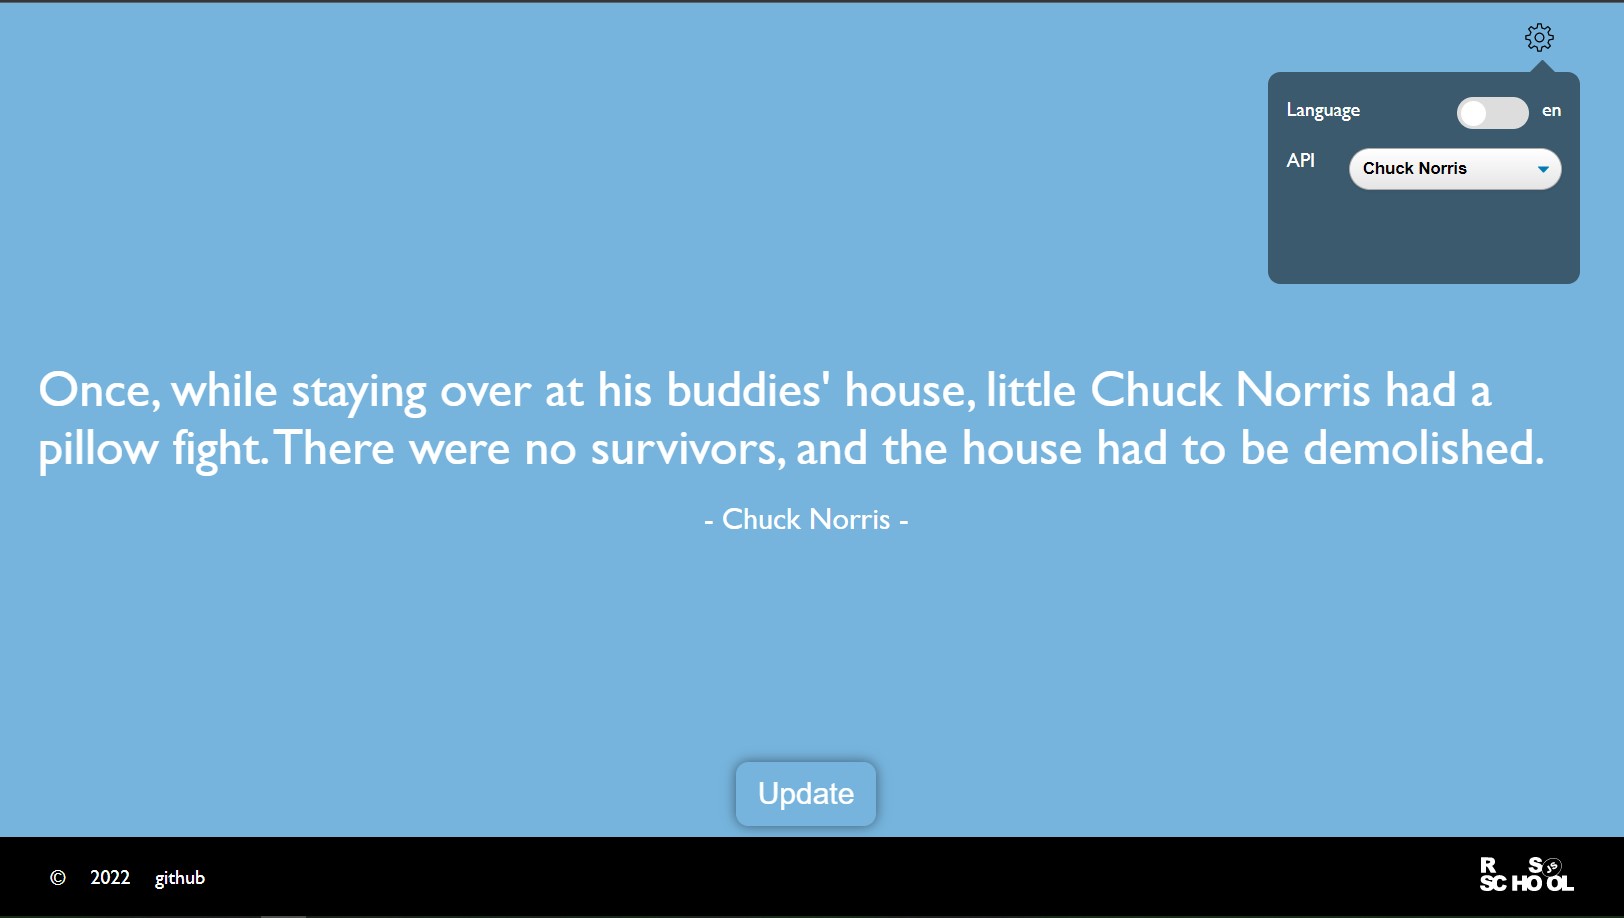 Language en
API Chuck Norris
Once, while staying over at his buddies' house, little Chuck Norris had a
pillow fight. There were no survivors, and the house had to be demolished.
- Chuck Norris -
Update
© 2022 github
R S JS
SCHOOL